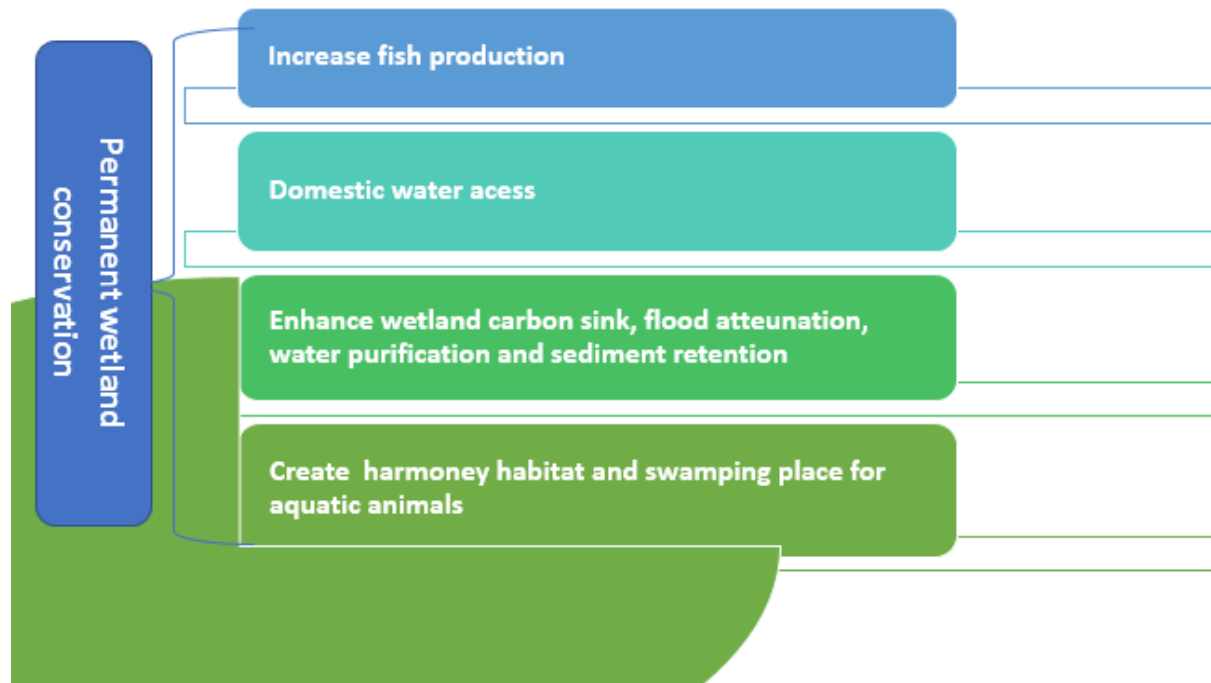 Permanent wetland
conservation
Increase fish production
Domestic water acess
Enhance wetland carbon sink, flood atteunation,
water purification and sediment retention
Create  harmoney habitat and swamping place for
aquatic animals